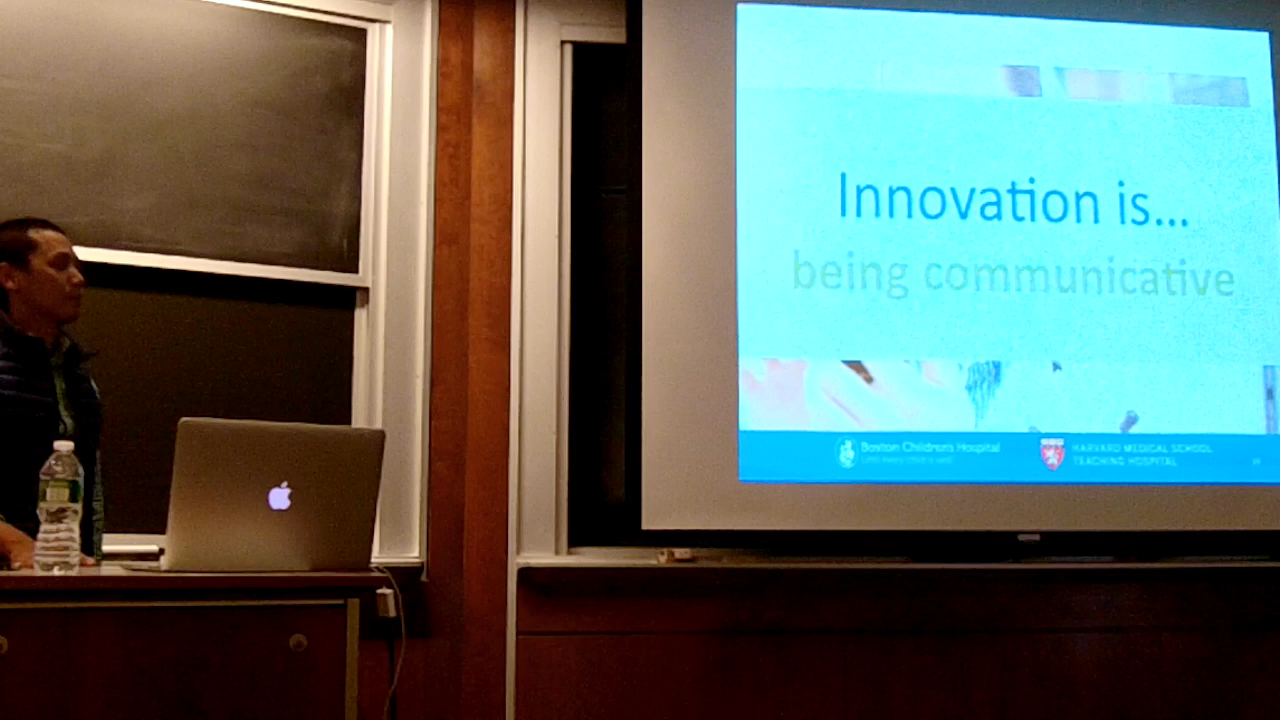 Innovation is...
being communicative
Boston Children's Hospital
HARVARD MEDICAL SCHOOL
TEACHING HOSPITAL